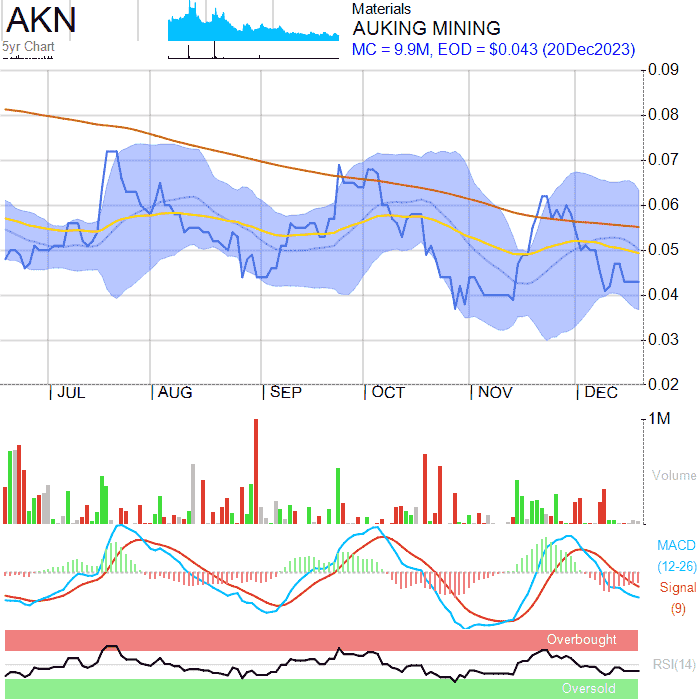 AKN
5yr Chart
Materials
AUKING MINING
MC = 9.9M, EOD = $0.043 (20Dec2023)
0.09
0.08
0.07
0.06
0.05
0.04
0.03
0.02
JUL AUG SEP OCT NOV DEC
1M
Volume
MACD
(12-26)
Signal
(9)
Overbought
RSI(14)
Oversold